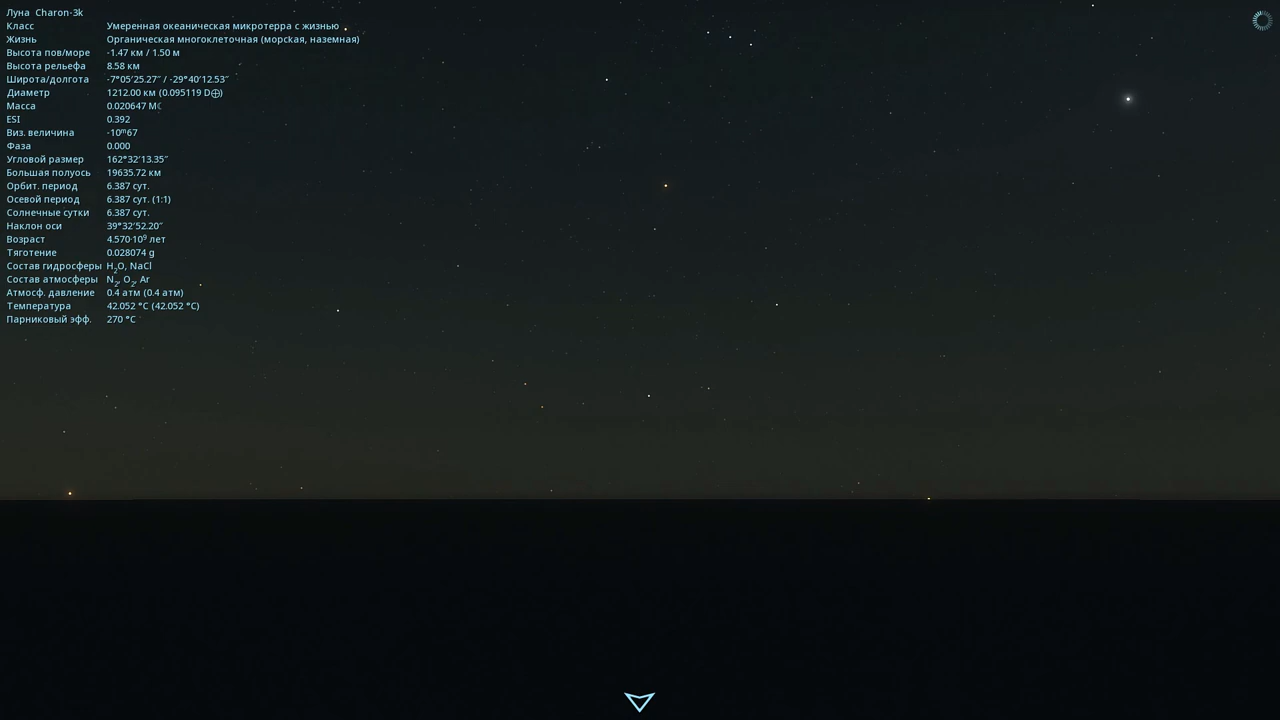 Луна Charon-3k
Класс Умеренная океаническая микротерра с жизнью
Жизнь Органическая многоклеточная (морская, наземная)
Высота пов/море -1.47 км / 1.50 м
Высота рельефа 8.58 км
Широта/долгота -7°05′25.27″ / -29°40′12.53″
Диаметр 1212.00 км (0.095119 D⊕)
Масса 0.020647 M☾
ESI 0.392
Виз. величина -10ᵐ67
Фаза 0.000
Угловой размер 162°32′13.35″
Большая полуось 19635.72 км
Орбит. период 6.387 сут.
Осевой период 6.387 сут. (1:1)
Солнечные сутки 6.387 сут.
Наклон оси 39°32′52.20″
Возраст 4.570·10⁹ лет
Тяготение 0.028074 g
Состав гидросферы H₂O, NaCl
Состав атмосферы N₂, O₂, Ar
Атмосф. давление 0.4 атм (0.4 атм)
Температура 42.052 °C (42.052 °C)
Парниковый эфф. 270 °C